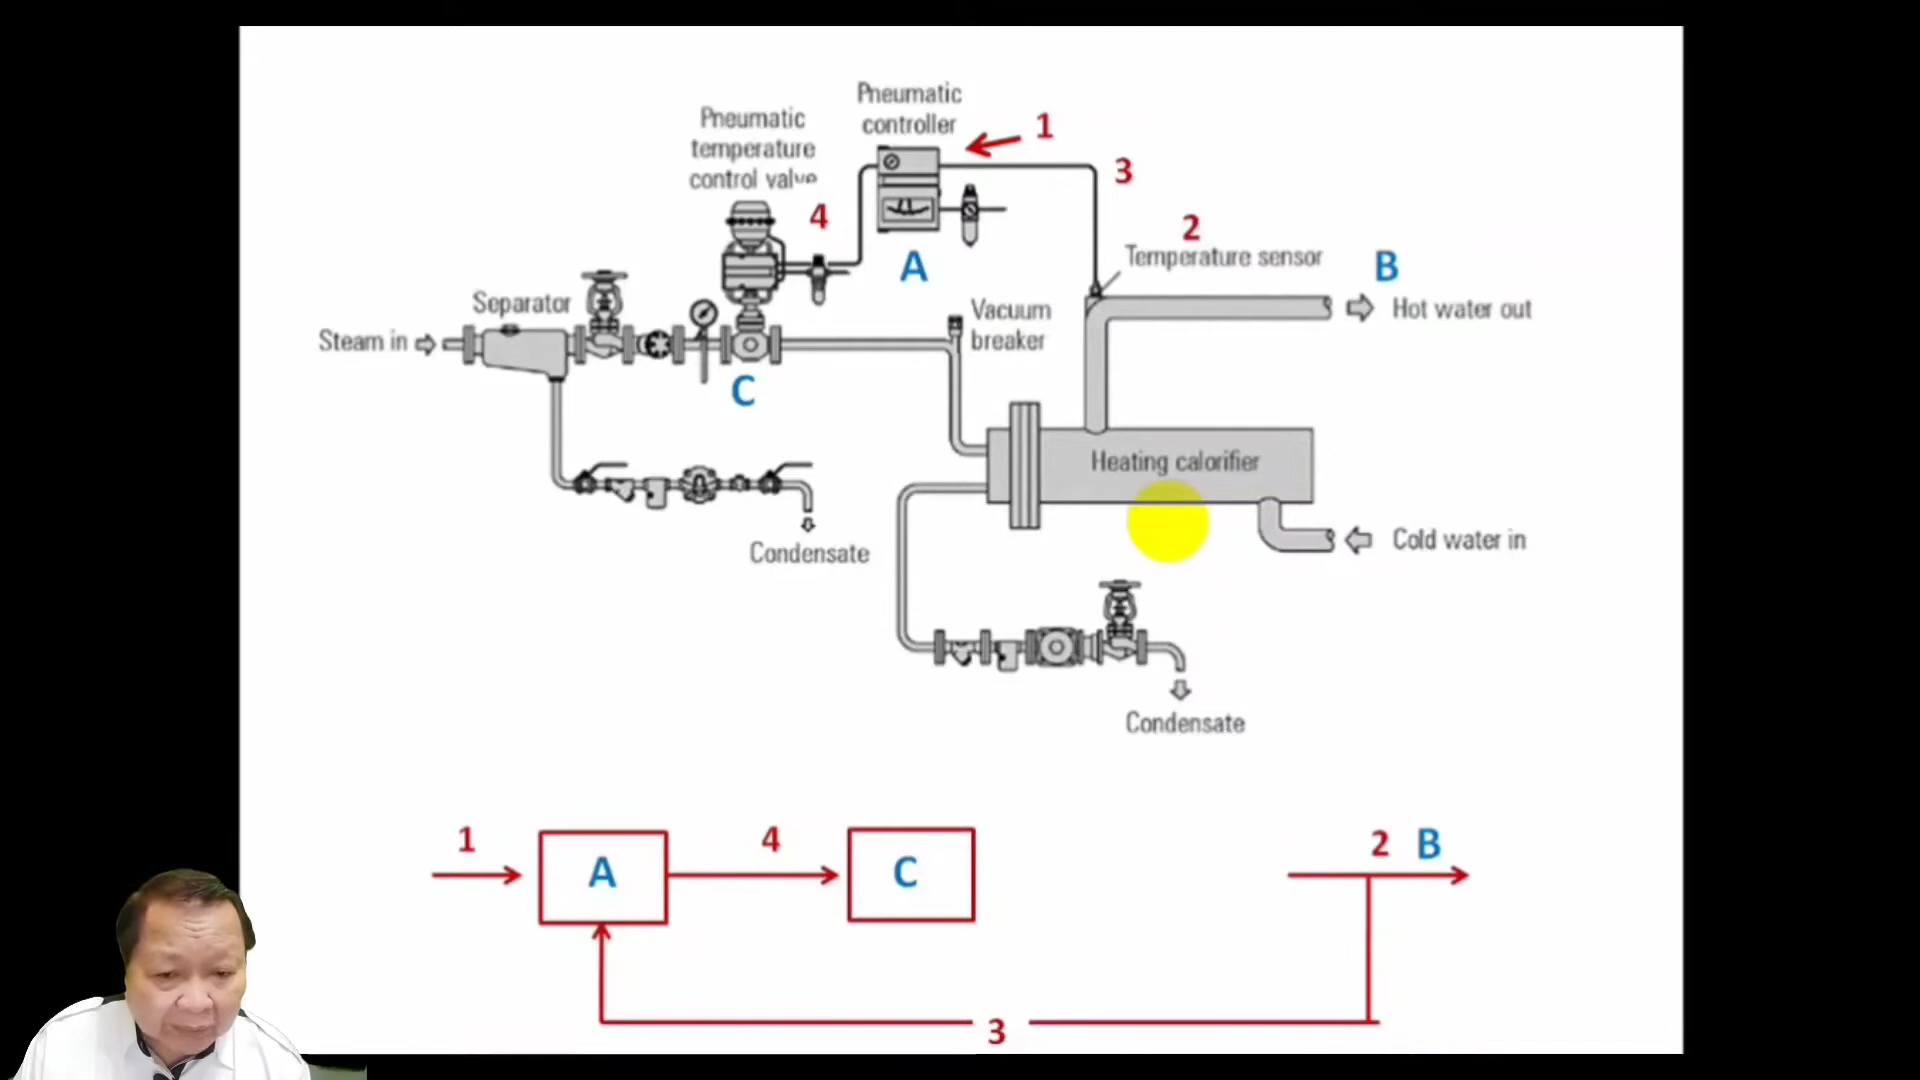 Pneumatic
controller
1
Pneumatic
temperature
control valve
3
4
2
A
Temperature sensor
B
Separator
Vacuum
breaker
Hot water out
Steam in
C
Heating calorifier
Cold water in
Condensate
Condensate
1
4
2 B
A
C
3